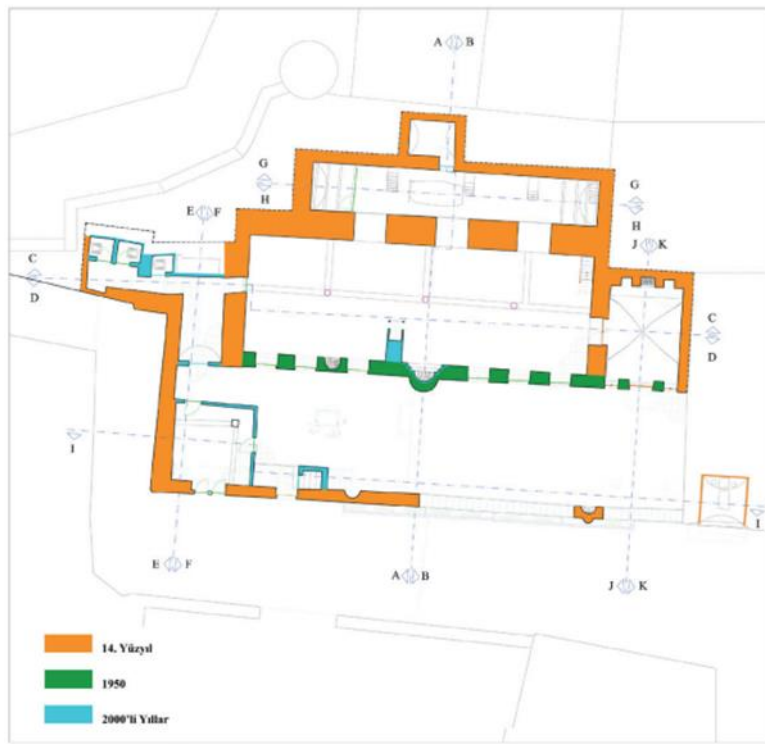 A B
G G
H H
E F
J K
C
D
C
D
I
I
E F
A B
J K
14. Yüzyıl
1950
2000'li Yıllar